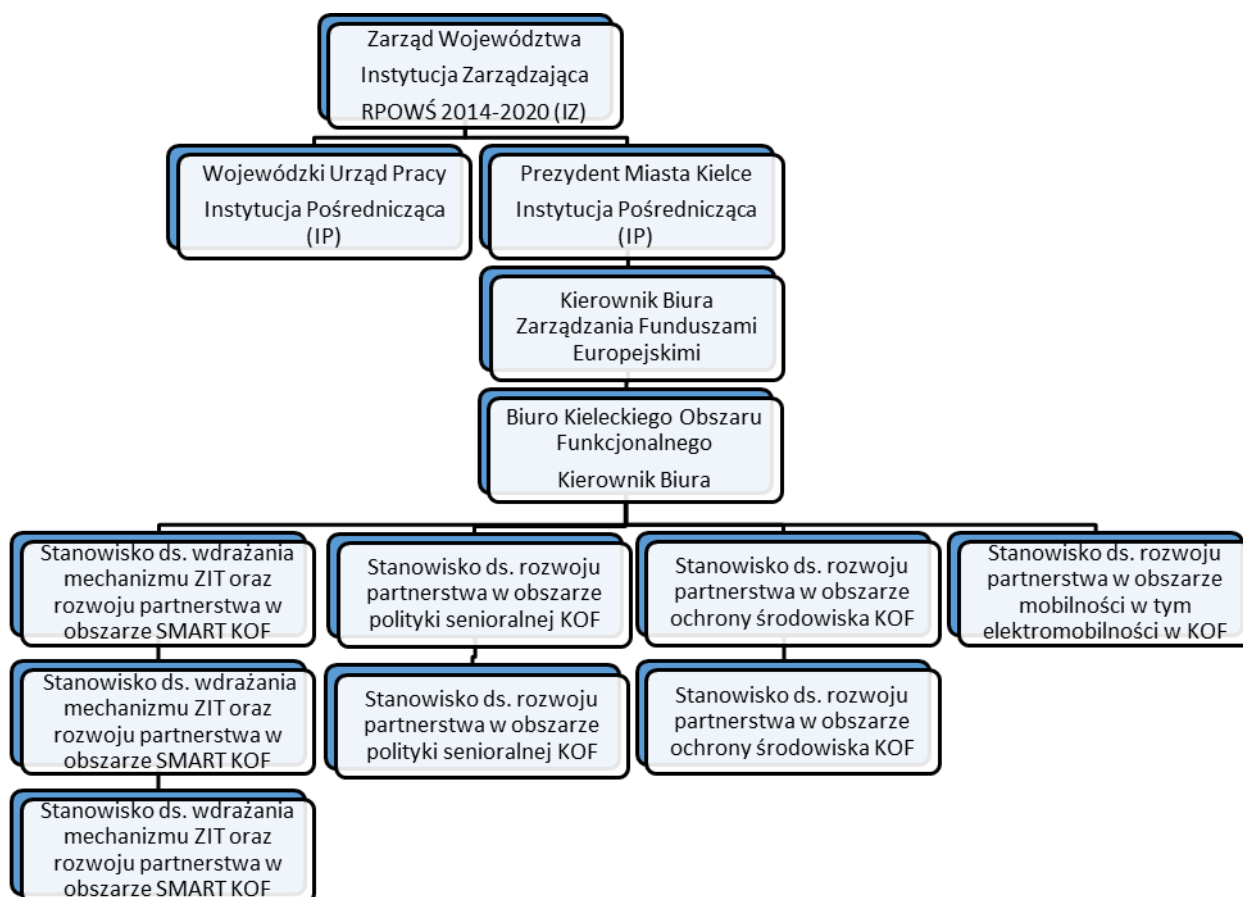 Zarząd Województwa
Instytucja Zarządzająca
RPOWŚ 2014-2020 (IZ)
Wojewódzki Urząd Pracy
Instytucja Pośrednicząca
(IP)
Prezydent Miasta Kielce
Instytucja Pośrednicząca
(IP)
Kierownik Biura
Zarządzania Funduszami
Europejskimi
Biuro Kieleckiego Obszaru
Funkcjonalnego
Kierownik Biura
Stanowisko ds. wdrażania
mechanizmu ZIT oraz
rozwoju partnerstwa w
obszarze SMART KOF
Stanowisko ds. rozwoju
partnerstwa w obszarze
polityki senioralnej KOF
Stanowisko ds. rozwoju
partnerstwa w obszarze
ochrony środowiska KOF
Stanowisko ds. rozwoju
partnerstwa w obszarze
mobilności w tym
elektromobilności w KOF
Stanowisko ds. wdrażania
mechanizmu ZIT oraz
rozwoju partnerstwa w
obszarze SMART KOF
Stanowisko ds. rozwoju
partnerstwa w obszarze
polityki senioralnej KOF
Stanowisko ds. rozwoju
partnerstwa w obszarze
ochrony środowiska KOF
Stanowisko ds. wdrażania
mechanizmu ZIT oraz
rozwoju partnerstwa w
obszarze SMART KOF